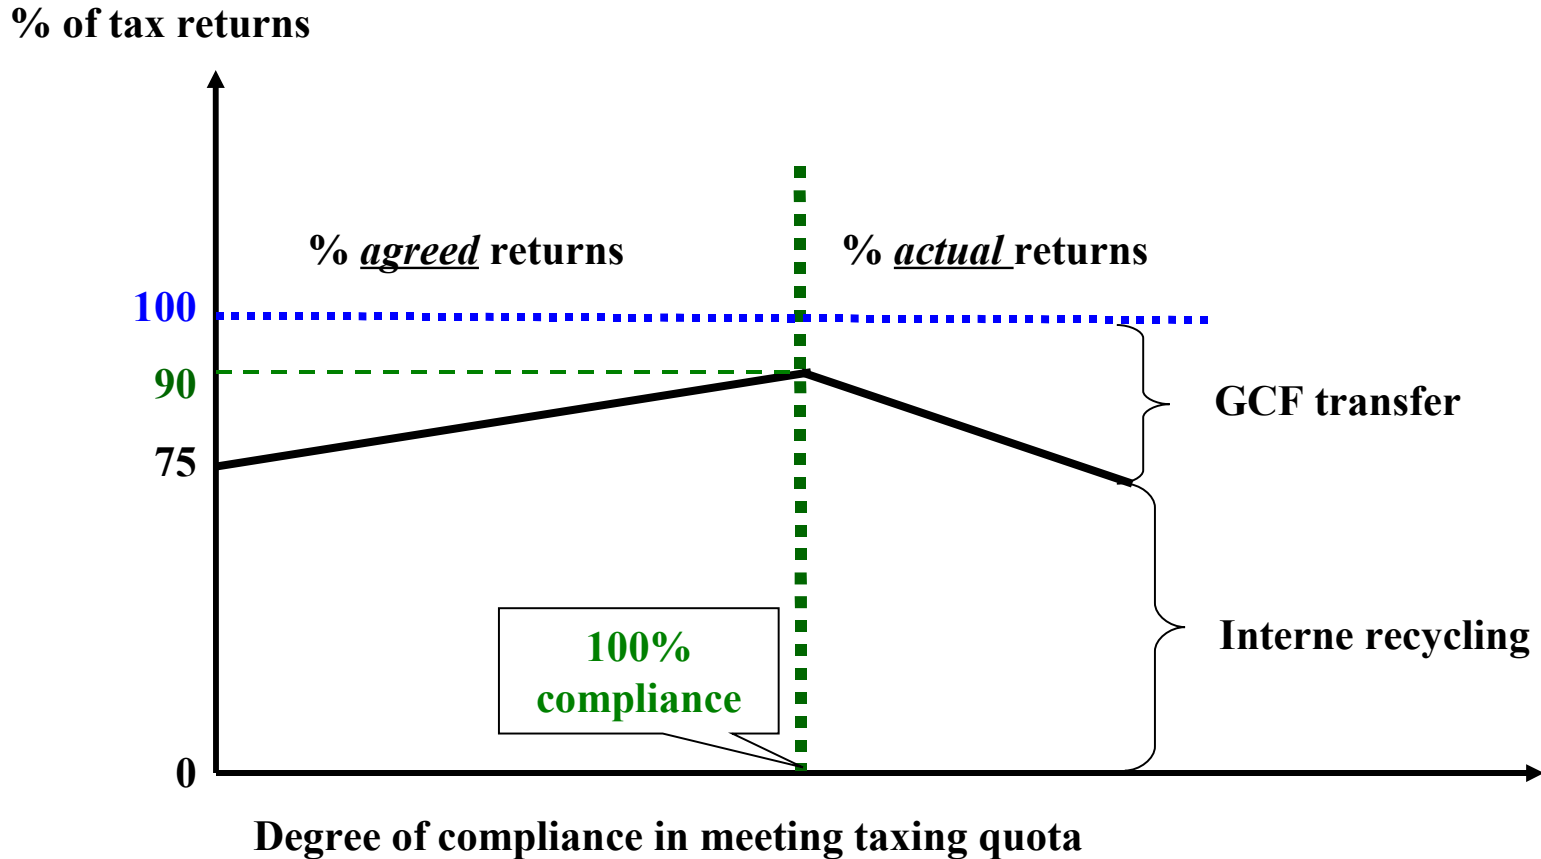 % of tax returns
% agreed returns
% actual returns
100
90
75
GCF transfer
100%
compliance
Interne recycling
0
Degree of compliance in meeting taxing quota